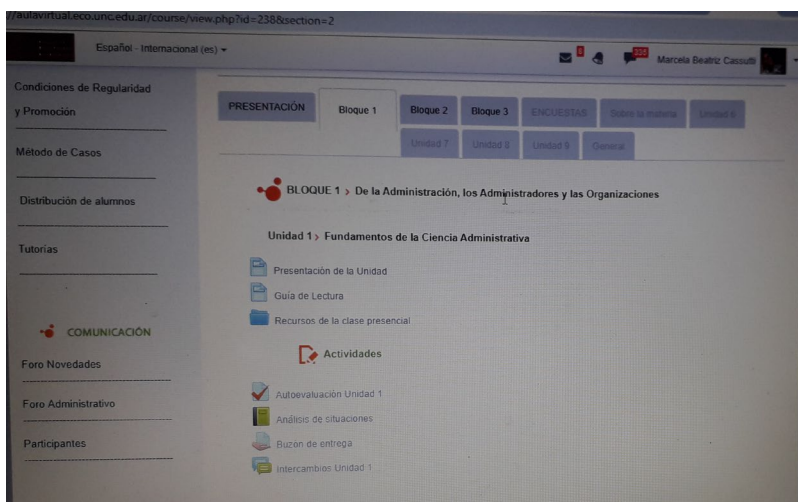 //aulavirtual.eco.unc.edu.ar/course/view.php?id=238&section=2
Español - Internacional (es)
Marcela Beatriz Cassutti
Condiciones de Regularidad
y Promoción
Método de Casos
Distribución de alumnos
Tutorías
COMUNICACIÓN
Foro Novedades
Foro Administrativo
Participantes
PRESENTACIÓN
Bloque 1
Bloque 2
Bloque 3
ENCUESTAS
Sobre la materia
Unidad 6
Unidad 7
Unidad 8
Unidad 9
General
BLOQUE 1 > De la Administración, los Administradores y las Organizaciones
Unidad 1 > Fundamentos de la Ciencia Administrativa
Presentación de la Unidad
Guía de Lectura
Recursos de la clase presencial
Actividades
Autoevaluación Unidad 1
Análisis de situaciones
Buzón de entrega
Intercambios Unidad 1